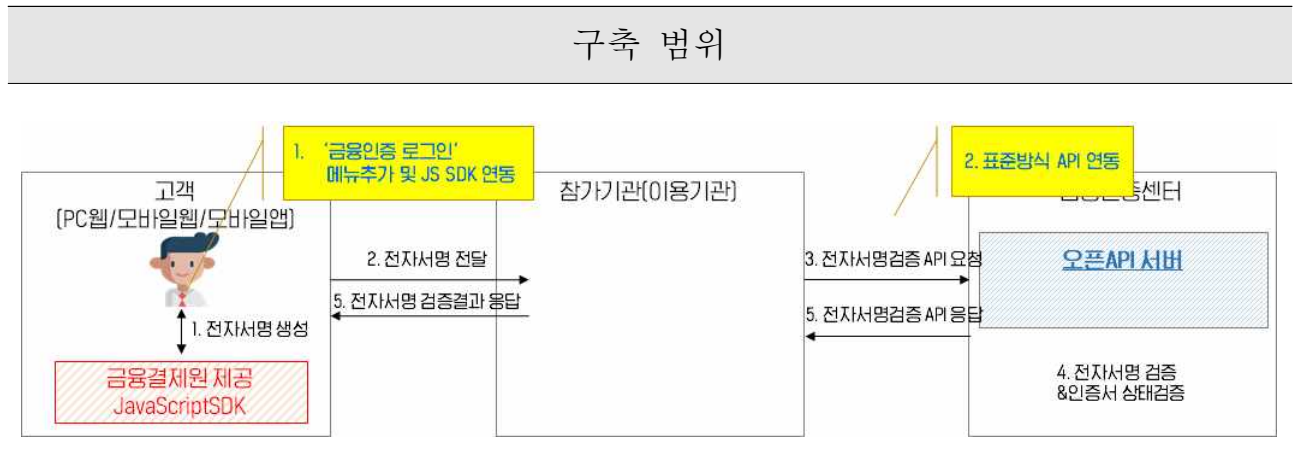 구축 범위
1. ‘금융인증 로그인‘
메뉴추가 및 JS SDK 연동
2. 표준방식 API 연동
고객
(PC웹/모바일웹/모바일앱)
참가기관(이용기관)
센터
2. 전자서명 전달
3. 전자서명검증 API 요청
오픈API 서버
5. 전자서명 검증결과 응답
5. 전자서명검증 API 응답
1. 전자서명 생성
금융결제원 제공
JavaScriptSDK
4. 전자서명 검증
&인증서 상태검증